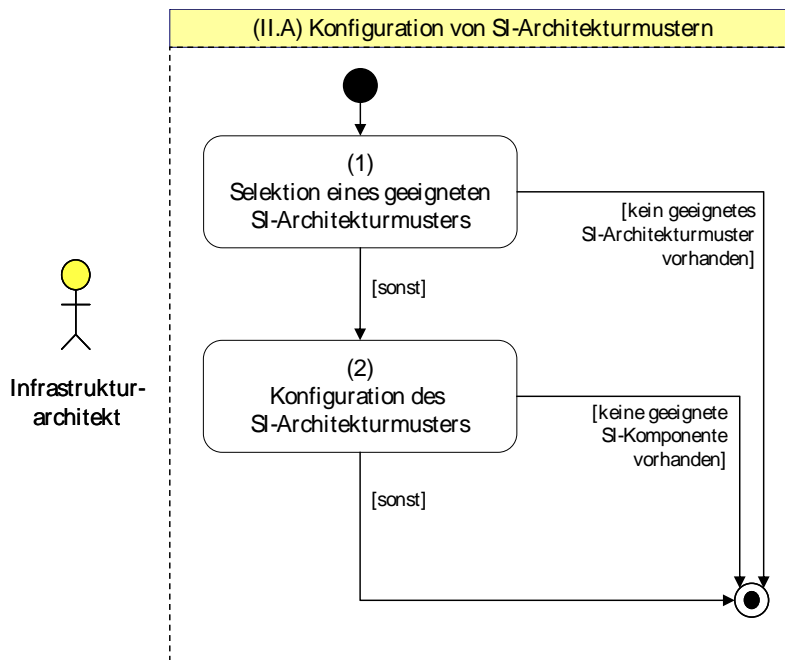 (II.A) Konfiguration von SI-Architekturmustern
(1)
Selektion eines geeigneten
SI-Architekturmusters
[kein geeignetes
SI-Architekturmuster
vorhanden]
[sonst]
Infrastruktur-
architekt
(2)
Konfiguration des
SI-Architekturmusters
[keine geeignete
SI-Komponente
vorhanden]
[sonst]